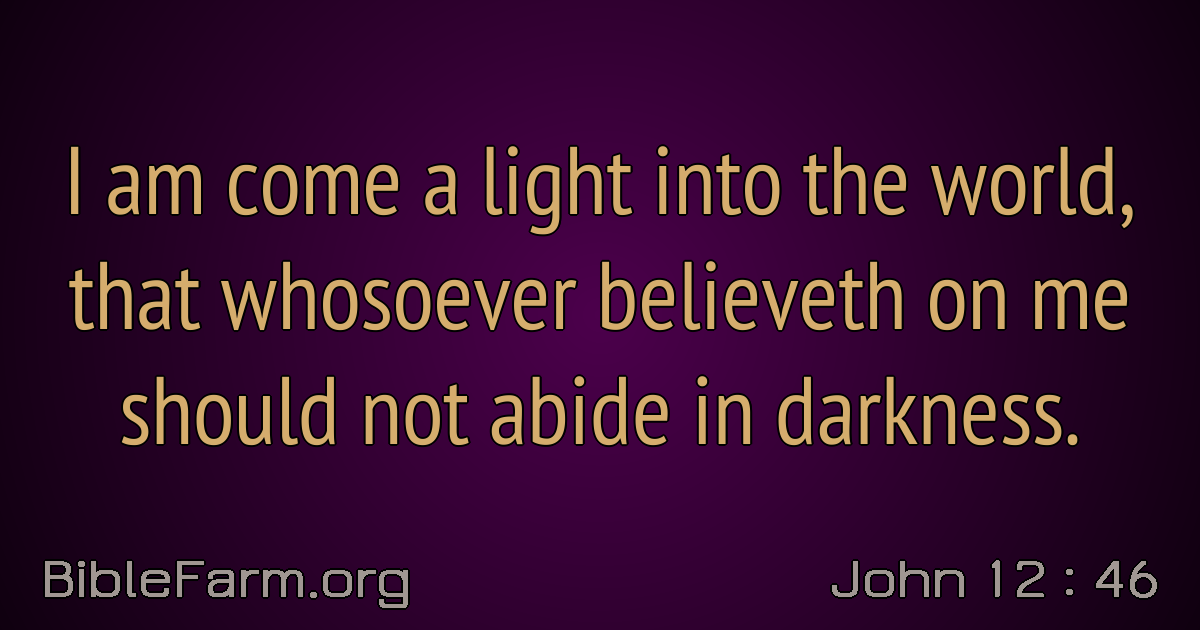 I am come a light into the world,
that whosoever believeth on me
should not abide in darkness.
BibleFarm.org
John 12 : 46